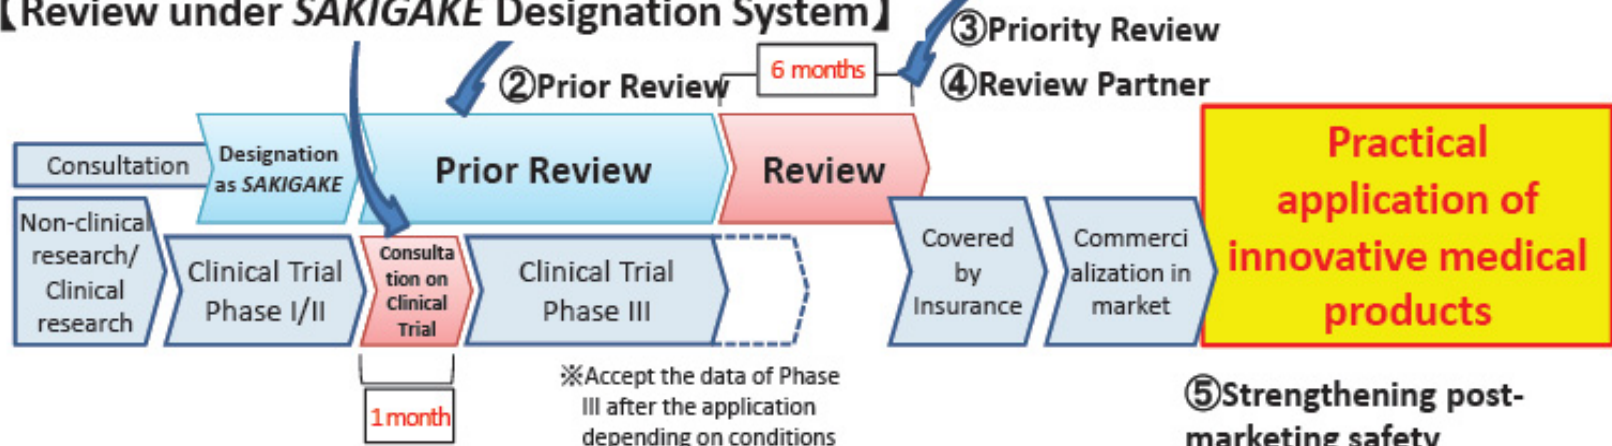 【Review under SAKIGAKE Designation System】
③Priority Review
②Prior Review
6 months
④Review Partner
Consultation
Designation
as SAKIGAKE
Prior Review
Review
Practical
application of
innovative medical
products
Non-clinical
research/
Clinical
research
Clinical Trial
Phase I/II
Consulta
tion on
Clinical
Trial
Clinical Trial
Phase III
Covered
by
Insurance
Commerci
alization in
market
1 month
※Accept the data of Phase
III after the application
depending on conditions
⑤Strengthening post-
marketing safety